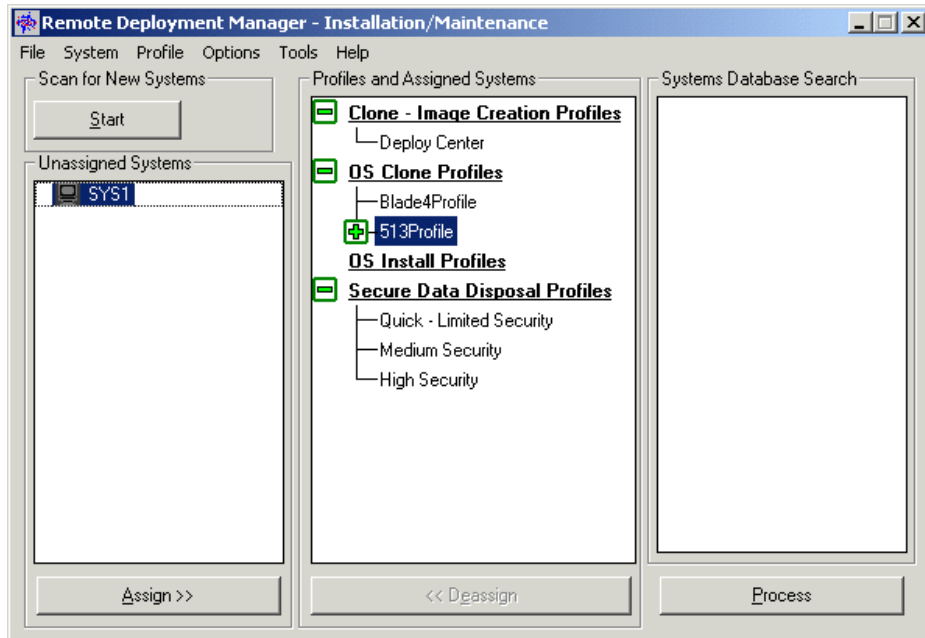 Remote Deployment Manager - Installation/Maintenance
File System Profile Options Tools Help
Scan for New Systems
Start
Unassigned Systems
SYS1
Assign >>
Profiles and Assigned Systems
Clone - Image Creation Profiles
Deploy Center
OS Clone Profiles
Blade4Profile
513Profile
OS Install Profiles
Secure Data Disposal Profiles
Quick - Limited Security
Medium Security
High Security
<< Deassign
Systems Database Search
Process